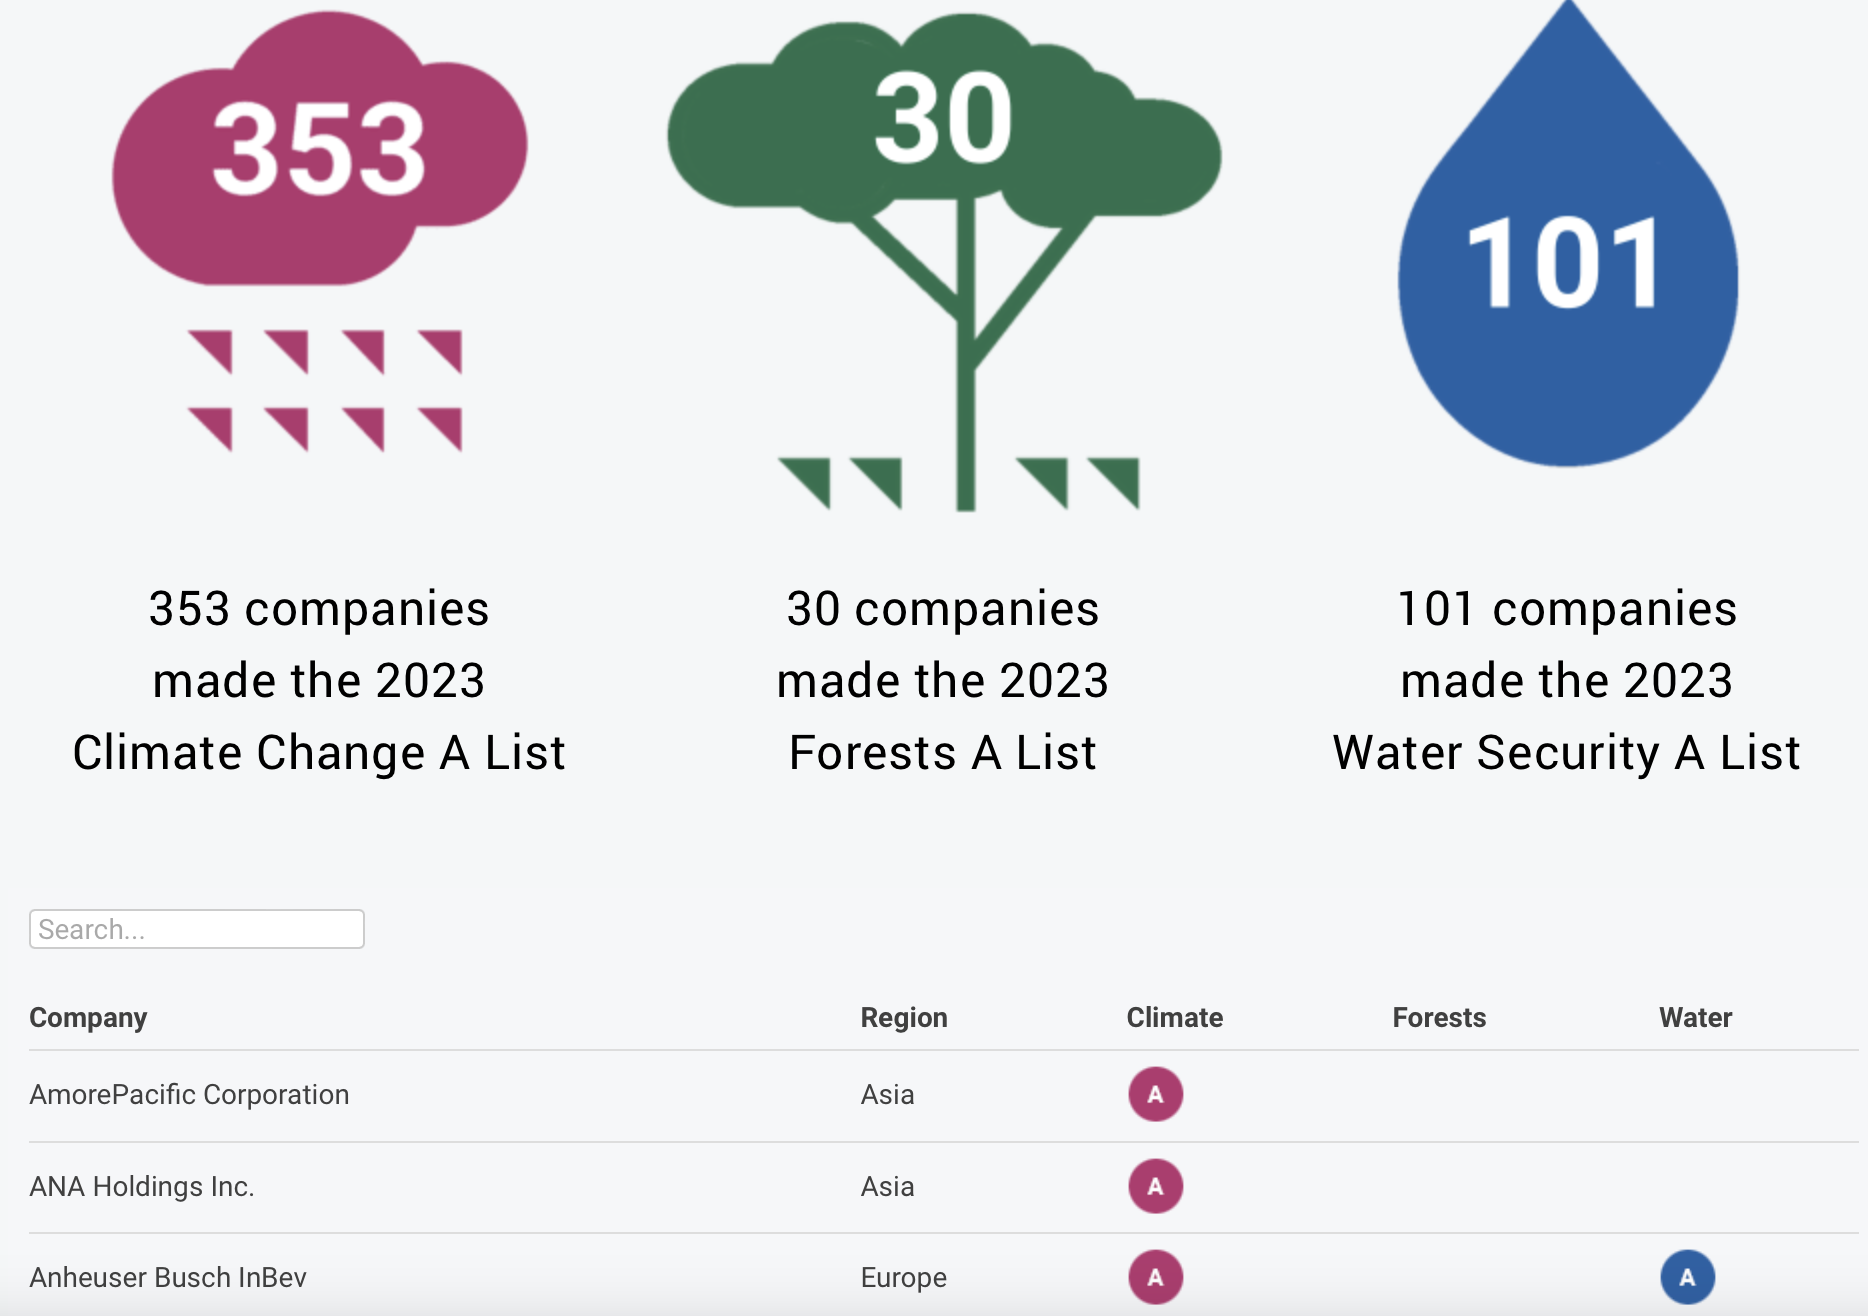 353
30
101
353 companies
made the 2023
Climate Change A List
30 companies
made the 2023
Forests A List
101 companies
made the 2023
Water Security A List
Search...
Company Region Climate Forests Water
AmorePacific Corporation Asia A
ANA Holdings Inc. Asia A
Anheuser Busch InBev Europe A A